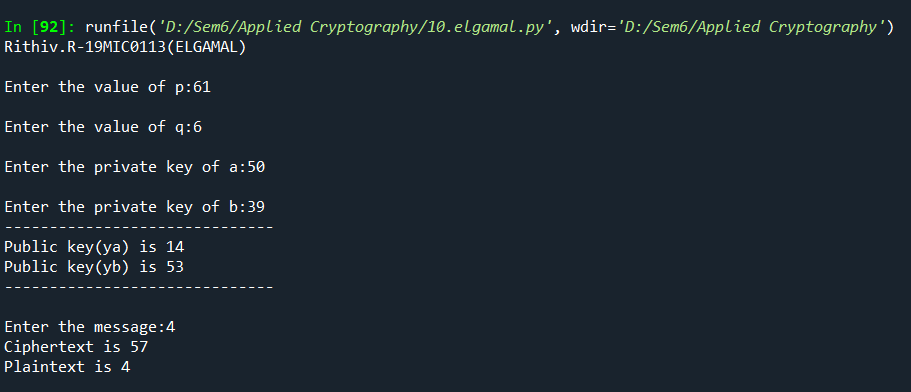 In [92]: runfile('D:/Sem6/Applied Cryptography/10.elgamal.py', wdir='D:/Sem6/Applied Cryptography')
Rithiv.R-19MIC0113(ELGAMAL)
Enter the value of p:61
Enter the value of q:6
Enter the private key of a:50
Enter the private key of b:39
------------------------------
Public key(ya) is 14
Public key(yb) is 53
------------------------------
Enter the message:4
Ciphertext is 57
Plaintext is 4